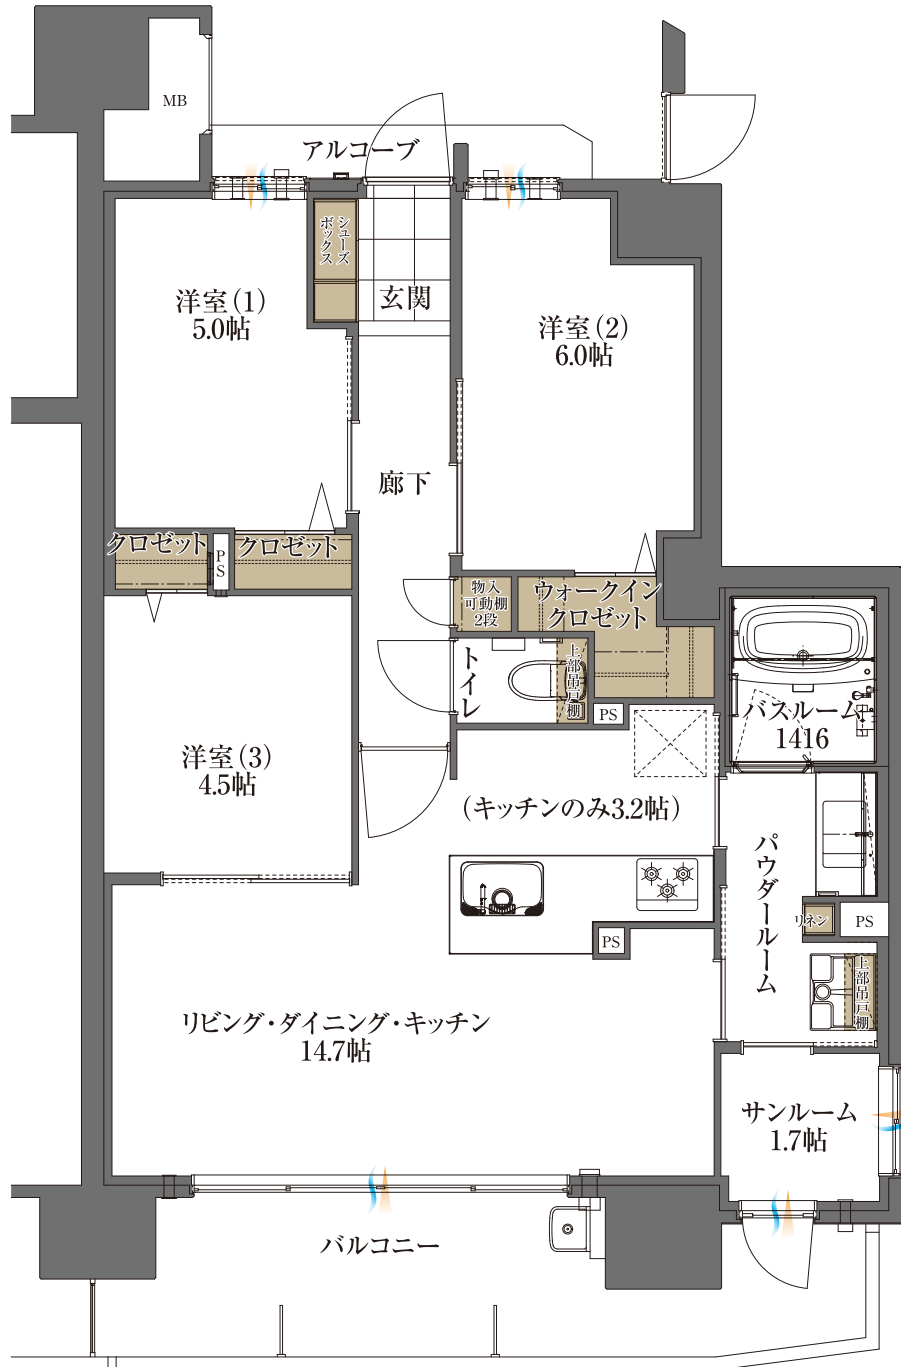 MB
アルコーブ
シューズ
ボックス
玄関
洋室(1)
5.0帖
洋室(2)
6.0帖
廊下
クロゼット
PS
クロゼット
物入
可動棚
2段
ウォークイン
クロゼット
トイレ
上部吊戸棚
PS
バスルーム
1416
洋室(3)
4.5帖
(キッチンのみ3.2帖)
パウダールーム
リネン
PS
PS
上部吊戸棚
リビング・ダイニング・キッチン
14.7帖
サンルーム
1.7帖
バルコニー